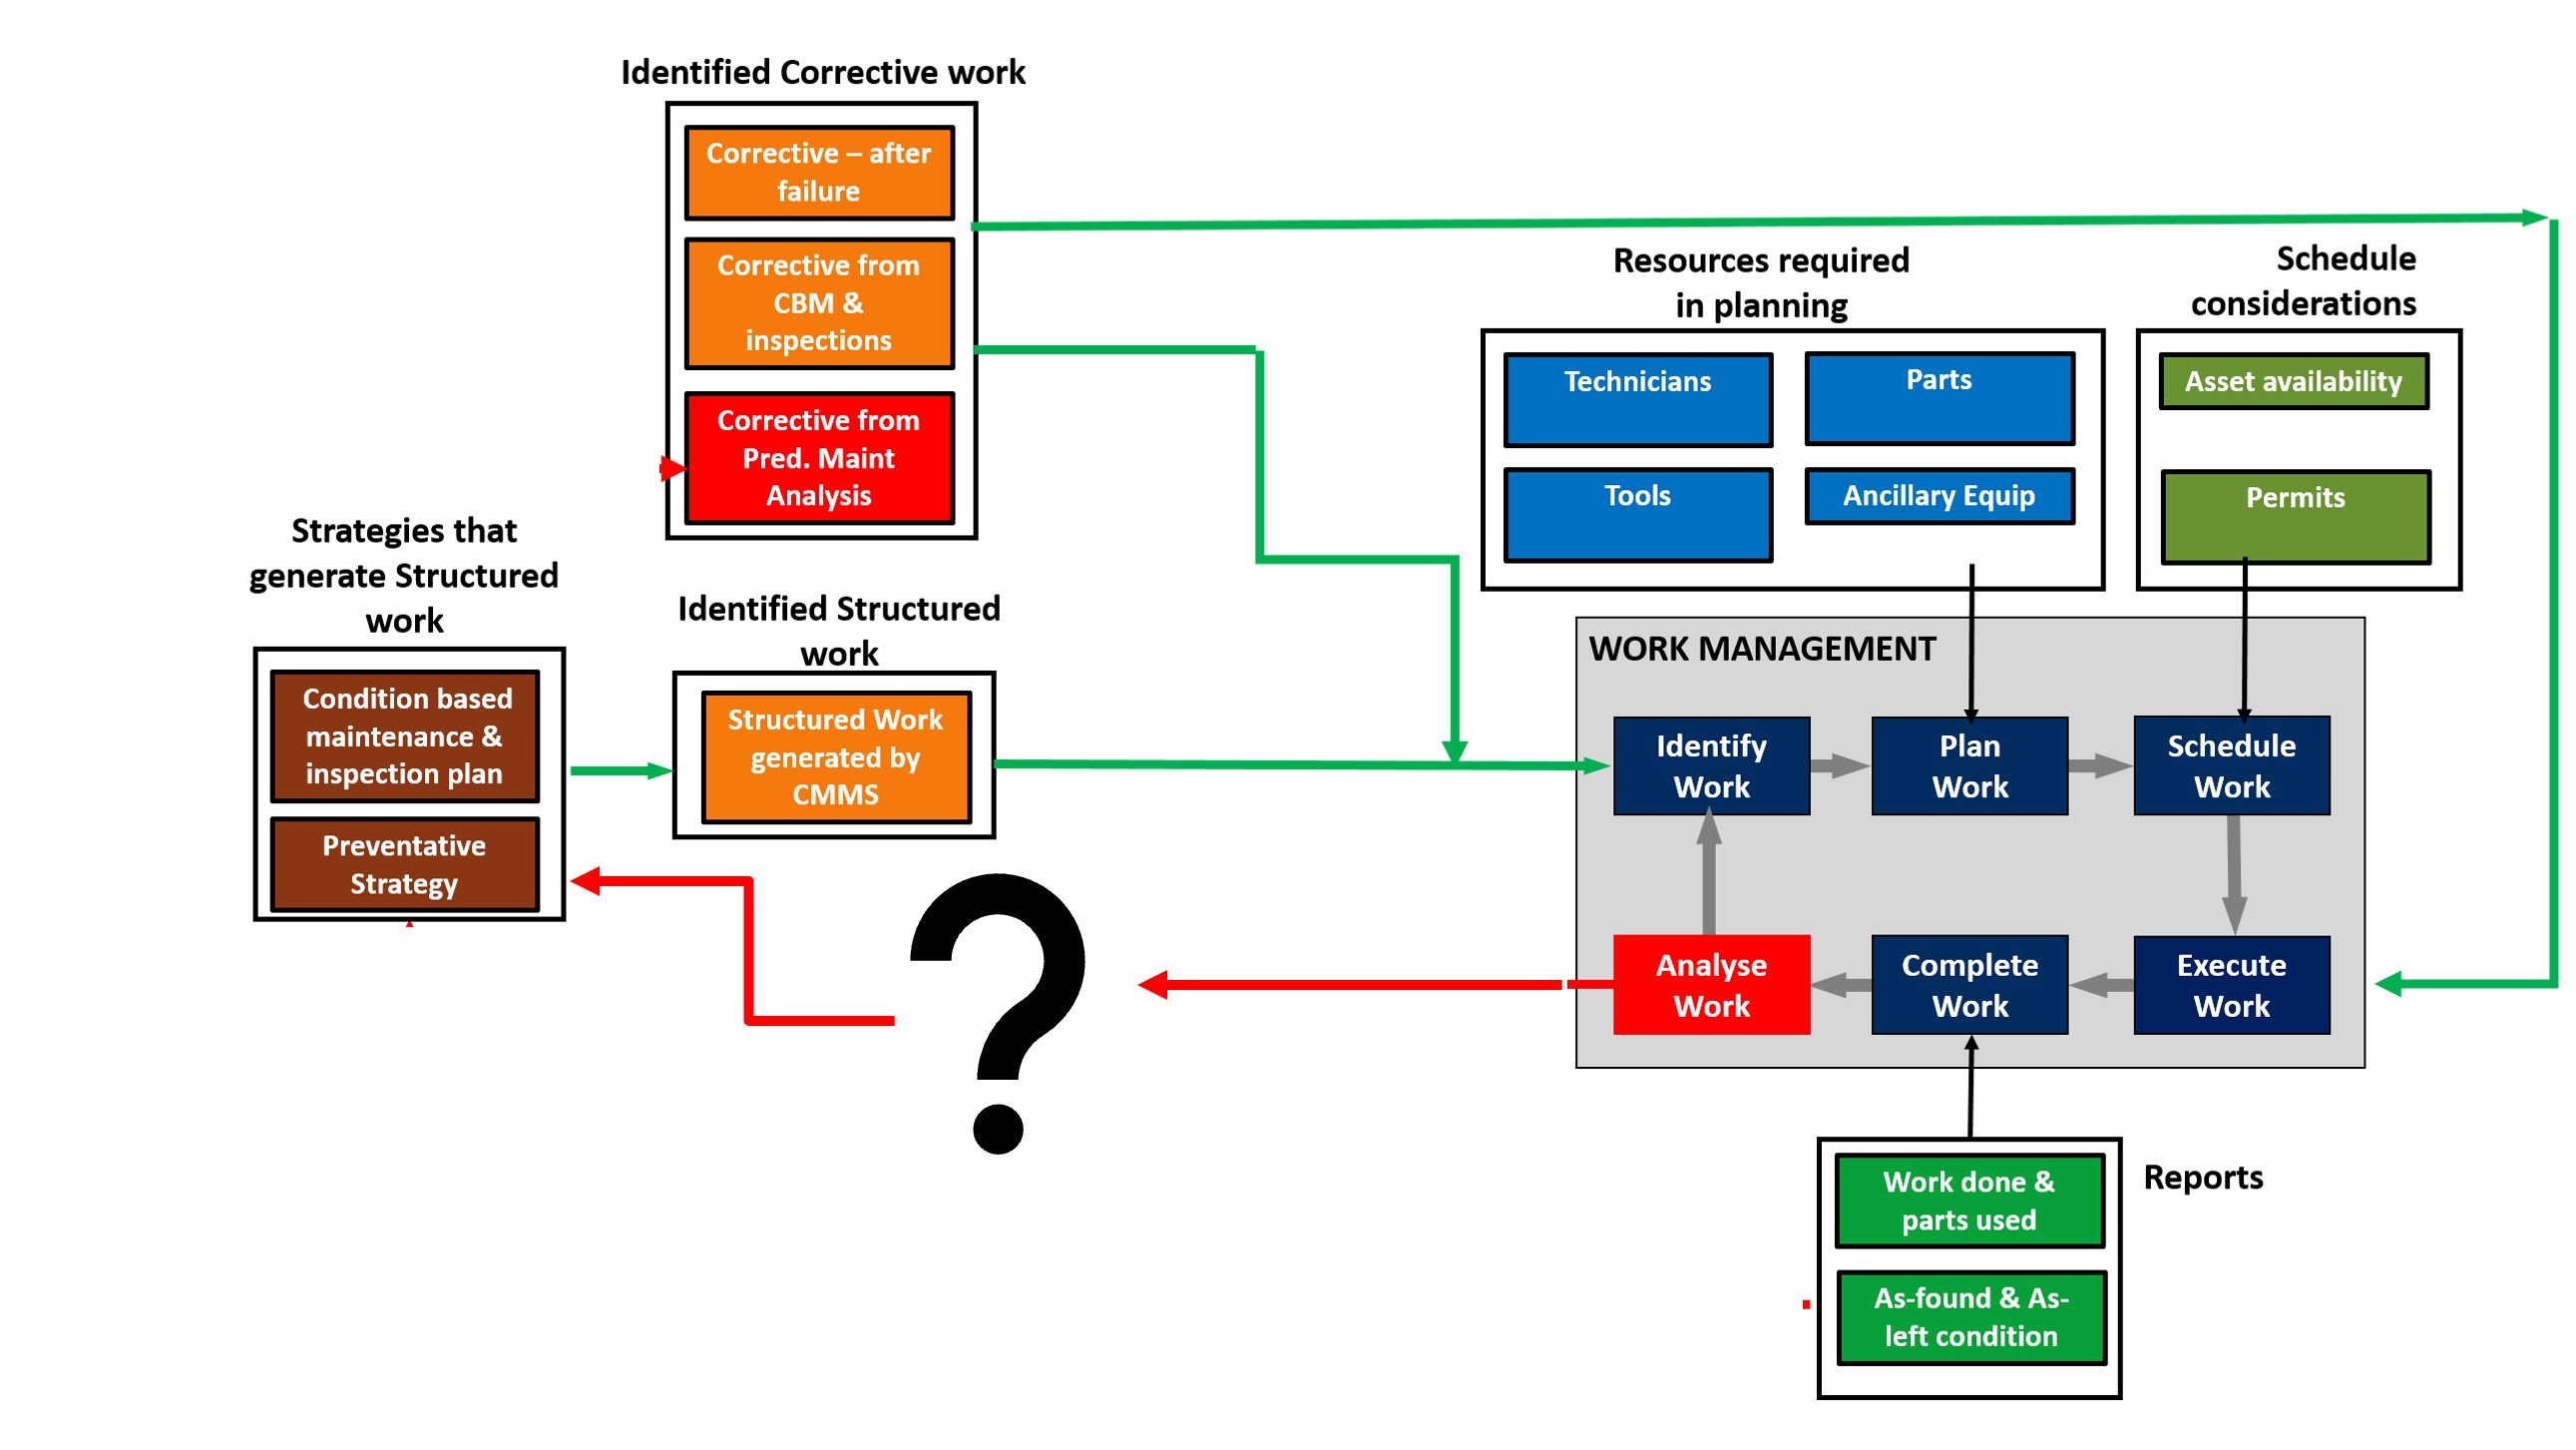 Identified Corrective work
Corrective – after
failure
Corrective from
CBM &
inspections
Corrective from
Pred. Maint
Analysis
Strategies that
generate Structured
work
Condition based
maintenance &
inspection plan
Preventative
Strategy
Identified Structured
work
Structured Work
generated by
CMMS
?
Resources required
in planning
Technicians
Parts
Tools
Ancillary Equip
Schedule
considerations
Asset availability
Permits
WORK MANAGEMENT
Identify
Work
Plan
Work
Schedule
Work
Analyse
Work
Complete
Work
Execute
Work
Reports
Work done &
parts used
As-found & As-
left condition